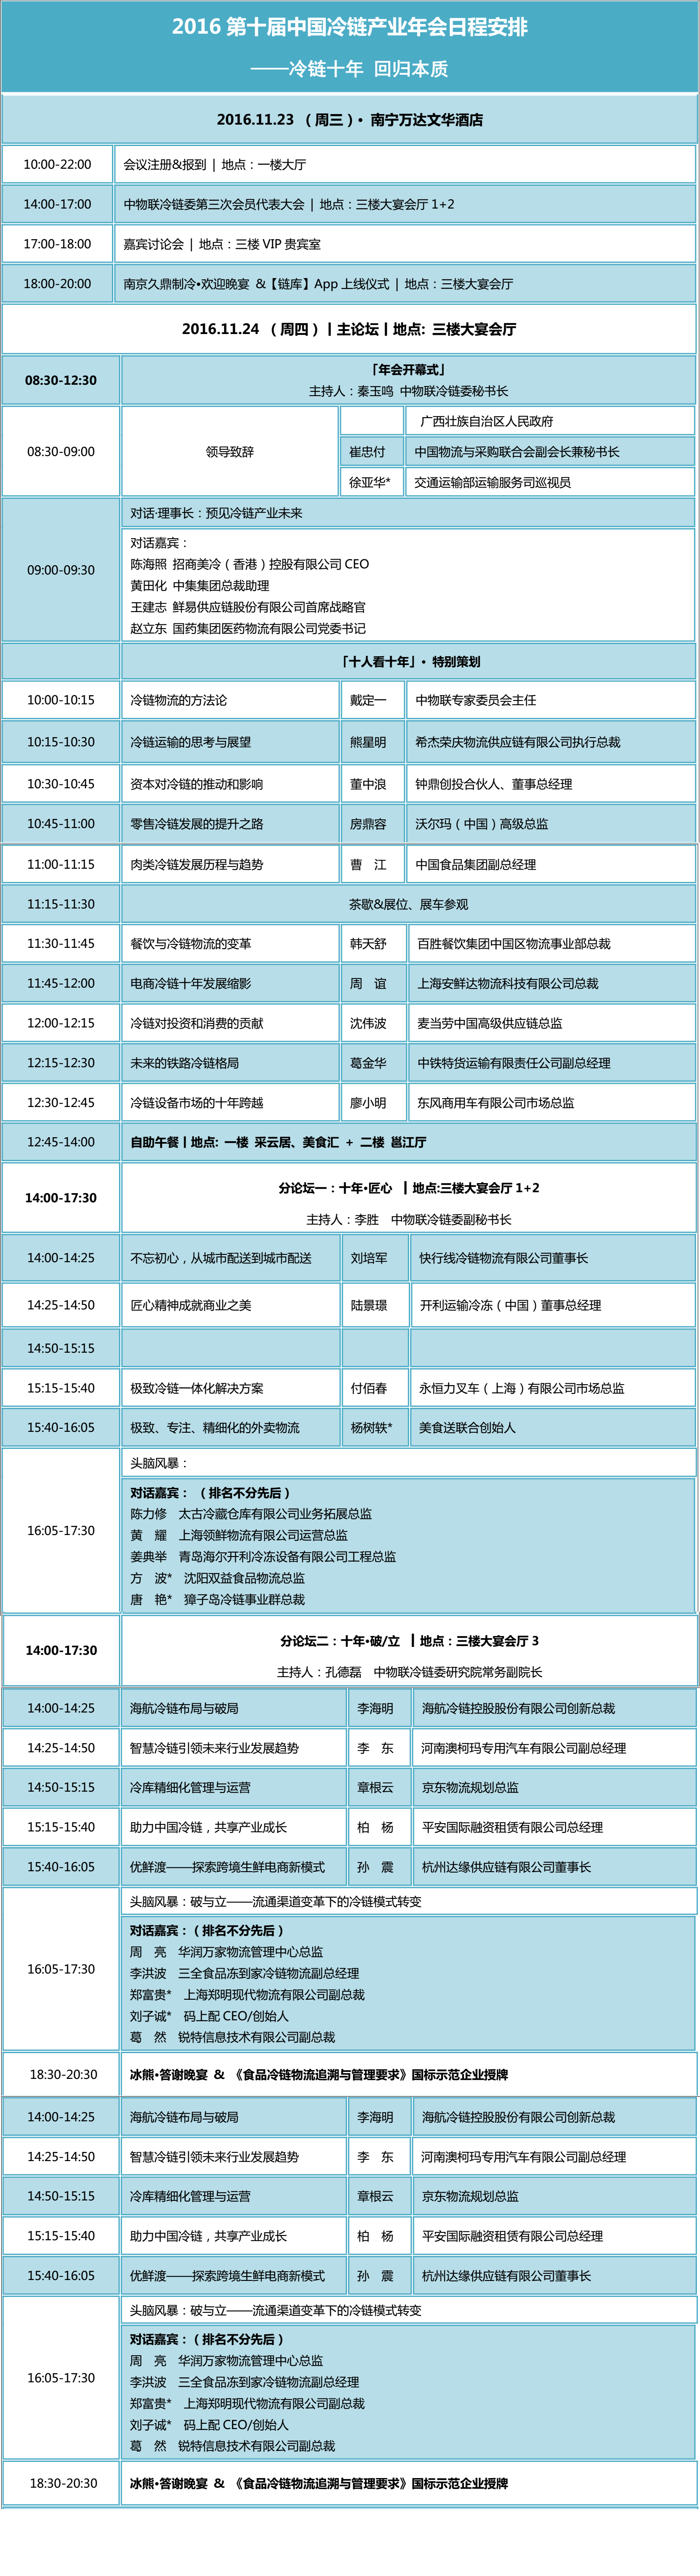 2016 第十届中国冷链产业年会日程安排
——冷链十年 回归本质
2016.11.23 （周三）• 南宁万达文华酒店
10:00-22:00 会议注册&报到 | 地点：一楼大厅
14:00-17:00 中物联冷链委第三次会员代表大会 | 地点：三楼大宴会厅 1+2
17:00-18:00 嘉宾讨论会 | 地点：三楼 VIP 贵宾室
18:00-20:00 南京久鼎制冷•欢迎晚宴 &【链库】App 上线仪式 | 地点：三楼大宴会厅
2016.11.24 （周四）| 主论坛 | 地点: 三楼大宴会厅
08:30-12:30 「年会开幕式」
主持人：秦玉鸣 中物联冷链委秘书长
08:30-09:00 领导致辞
广西壮族自治区人民政府
崔忠付 中国物流与采购联合会副会长兼秘书长
徐亚华* 交通运输部运输服务司巡视员
09:00-09:30
对话·理事长：预见冷链产业未来
对话嘉宾：
陈海照 招商美冷（香港）控股有限公司 CEO
黄田化 中集集团总裁助理
王建志 鲜易供应链股份有限公司首席战略官
赵立东 国药集团医药物流有限公司党委书记
「十人看十年」• 特别策划
10:00-10:15 冷链物流的方法论 戴定一 中物联专家委员会主任
10:15-10:30 冷链运输的思考与展望 熊星明 希杰荣庆物流供应链有限公司执行总裁
10:30-10:45 资本对冷链的推动和影响 董中浪 钟鼎创投合伙人、董事总经理
10:45-11:00 零售冷链发展的提升之路 房鼎容 沃尔玛（中国）高级总监
11:00-11:15 肉类冷链发展历程与趋势 曹 江 中国食品集团副总经理
11:15-11:30 茶歇&展位、展车参观
11:30-11:45 餐饮与冷链物流的变革 韩天舒 百胜餐饮集团中国区物流事业部总裁
11:45-12:00 电商冷链十年发展缩影 周 谊 上海安鲜达物流科技有限公司总裁
12:00-12:15 冷链对投资和消费的贡献 沈伟波 麦当劳中国高级供应链总监
12:15-12:30 未来的铁路冷链格局 葛金华 中铁特货运输有限责任公司副总经理
12:30-12:45 冷链设备市场的十年跨越 廖小明 东风商用车有限公司市场总监
12:45-14:00 自助午餐 | 地点: 一楼 采云居、美食汇 + 二楼 邕江厅
14:00-17:30 分论坛一：十年•匠心 | 地点:三楼大宴会厅 1+2
主持人：李胜 中物联冷链委副秘书长
14:00-14:25 不忘初心，从城市配送到城市配送 刘培军 快行线冷链物流有限公司董事长
14:25-14:50 匠心精神成就商业之美 陆景璟 开利运输冷冻（中国）董事总经理
14:50-15:15
15:15-15:40 极致冷链一体化解决方案 付佰春 永恒力叉车（上海）有限公司市场总监
15:40-16:05 极致、专注、精细化的外卖物流 杨树轶* 美食送联合创始人
16:05-17:30
头脑风暴：
对话嘉宾：（排名不分先后）
陈力修 太古冷藏仓库有限公司业务拓展总监
黄 耀 上海领鲜物流有限公司运营总监
姜典举 青岛海尔开利冷冻设备有限公司工程总监
方 波* 沈阳双益食品物流总监
唐 艳* 獐子岛冷链事业群总裁
14:00-17:30 分论坛二：十年•破/立 | 地点：三楼大宴会厅 3
主持人：孔德磊 中物联冷链委研究院常务副院长
14:00-14:25 海航冷链布局与破局 李海明 海航冷链控股股份有限公司创新总裁
14:25-14:50 智慧冷链引领未来行业发展趋势 李 东 河南澳柯玛专用汽车有限公司副总经理
14:50-15:15 冷库精细化管理与运营 章根云 京东物流规划总监
15:15-15:40 助力中国冷链，共享产业成长 柏 杨 平安国际融资租赁有限公司总经理
15:40-16:05 优鲜渡——探索跨境生鲜电商新模式 孙 震 杭州达缘供应链有限公司董事长
16:05-17:30
头脑风暴：破与立——流通渠道变革下的冷链模式转变
对话嘉宾：（排名不分先后）
周 亮 华润万家物流管理中心总监
李洪波 三全食品冻到家冷链物流副总经理
郑富贵* 上海郑明现代物流有限公司副总裁
刘子诚* 码上配 CEO/创始人
葛 然 锐特信息技术有限公司副总裁
18:30-20:30 冰熊•答谢晚宴 & 《食品冷链物流追溯与管理要求》国标示范企业授牌
14:00-14:25 海航冷链布局与破局 李海明 海航冷链控股股份有限公司创新总裁
14:25-14:50 智慧冷链引领未来行业发展趋势 李 东 河南澳柯玛专用汽车有限公司副总经理
14:50-15:15 冷库精细化管理与运营 章根云 京东物流规划总监
15:15-15:40 助力中国冷链，共享产业成长 柏 杨 平安国际融资租赁有限公司总经理
15:40-16:05 优鲜渡——探索跨境生鲜电商新模式 孙 震 杭州达缘供应链有限公司董事长
16:05-17:30
头脑风暴：破与立——流通渠道变革下的冷链模式转变
对话嘉宾：（排名不分先后）
周 亮 华润万家物流管理中心总监
李洪波 三全食品冻到家冷链物流副总经理
郑富贵* 上海郑明现代物流有限公司副总裁
刘子诚* 码上配 CEO/创始人
葛 然 锐特信息技术有限公司副总裁
18:30-20:30 冰熊•答谢晚宴 & 《食品冷链物流追溯与管理要求》国标示范企业授牌